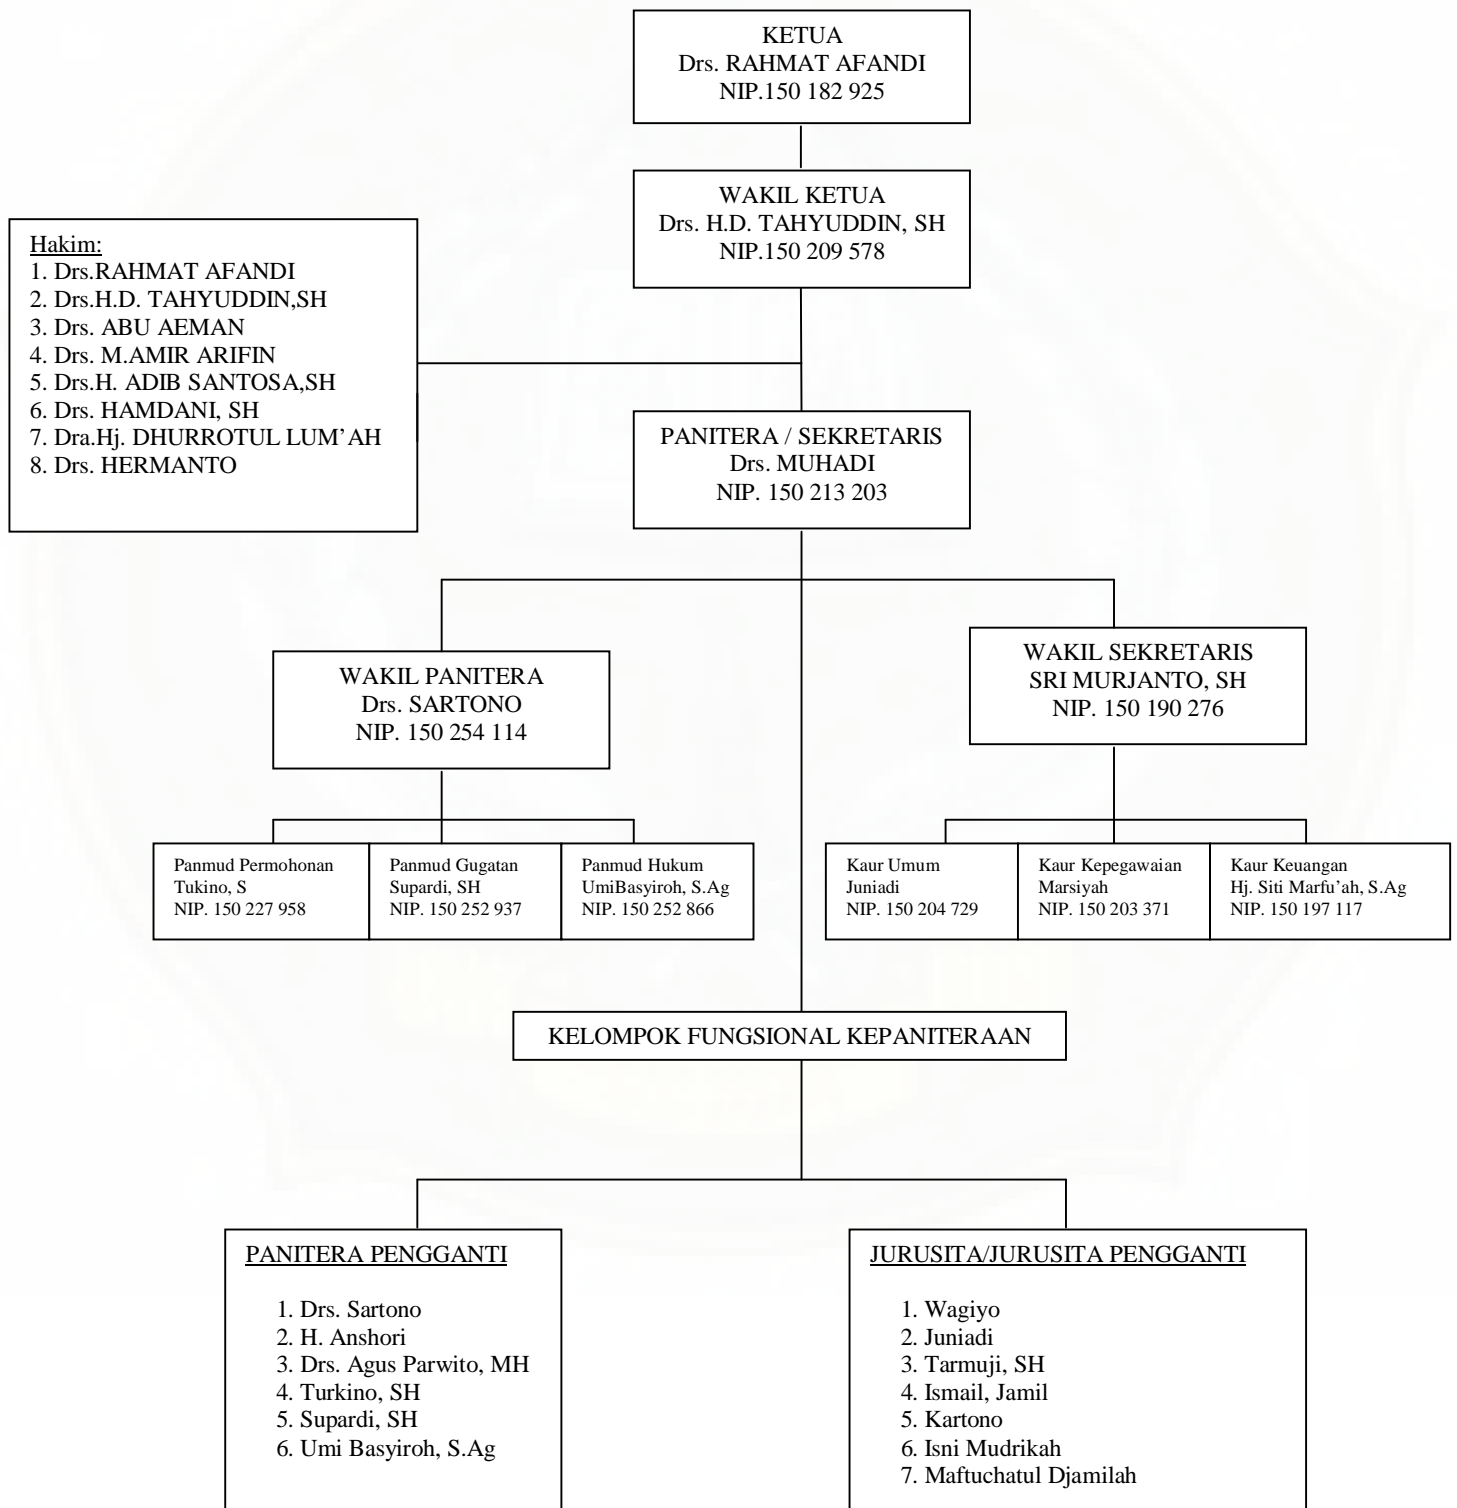 KETUA
Drs. RAHMAT AFANDI
NIP.150 182 925
WAKIL KETUA
Drs. H.D. TAHYUDDIN, SH
NIP.150 209 578
Hakim:
1. Drs.RAHMAT AFANDI
2. Drs.H.D. TAHYUDDIN,SH
3. Drs. ABU AEMAN
4. Drs. M.AMIR ARIFIN
5. Drs.H. ADIB SANTOSA,SH
6. Drs. HAMDANI, SH
7. Dra.Hj. DHURROTUL LUM’AH
8. Drs. HERMANTO
PANITERA / SEKRETARIS
Drs. MUHADI
NIP. 150 213 203
WAKIL PANITERA
Drs. SARTONO
NIP. 150 254 114
WAKIL SEKRETARIS
SRI MURJANTO, SH
NIP. 150 190 276
Panmud Permohonan
Tukino, S
NIP. 150 227 958
Panmud Gugatan
Supardi, SH
NIP. 150 252 937
Panmud Hukum
UmiBasyiroh, S.Ag
NIP. 150 252 866
Kaur Umum
Juniadi
NIP. 150 204 729
Kaur Kepegawaian
Marsiyah
NIP. 150 203 371
Kaur Keuangan
Hj. Siti Marfu’ah, S.Ag
NIP. 150 197 117
KELOMPOK FUNGSIONAL KEPANITERAAN
PANITERA PENGGANTI
1. Drs. Sartono
2. H. Anshori
3. Drs. Agus Parwito, MH
4. Turkino, SH
5. Supardi, SH
6. Umi Basyiroh, S.Ag
JURUSITA/JURUSITA PENGGANTI
1. Wagiyo
2. Juniadi
3. Tarmuji, SH
4. Ismail, Jamil
5. Kartono
6. Isni Mudrikah
7. Maftuchatul Djamilah